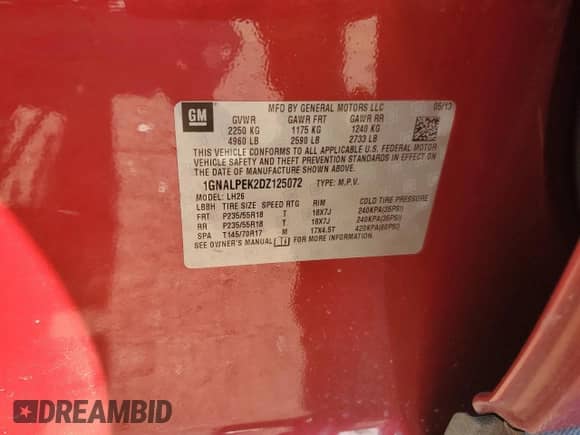 GM
MFD BY GENERAL MOTORS LLC 05/13
GVWR GAWR FRT GAWR RR
2250 KG 1175 KG 1240 KG
4960 LB 2590 LB 2733 LB
THIS VEHICLE CONFORMS TO ALL APPLICABLE U.S. FEDERAL MOTOR
VEHICLE SAFETY AND THEFT PREVENTION STANDARDS IN EFFECT ON
THE DATE OF MANUFACTURE SHOWN ABOVE.
1GNALPEK2DZ125072 TYPE: M.P.V.
MODEL: LH26
LBBH TIRE SIZE SPEED RTG RIM COLD TIRE PRESSURE
FRT P235/55R18 T 18X7J 240KPA(35PSI)
RR P235/55R18 T 18X7J 240KPA(35PSI)
SPA T145/70R17 M 17X4.5T 420KPA(60PSI)
SEE OWNER'S MANUAL FOR MORE INFORMATION.
DREAMBID